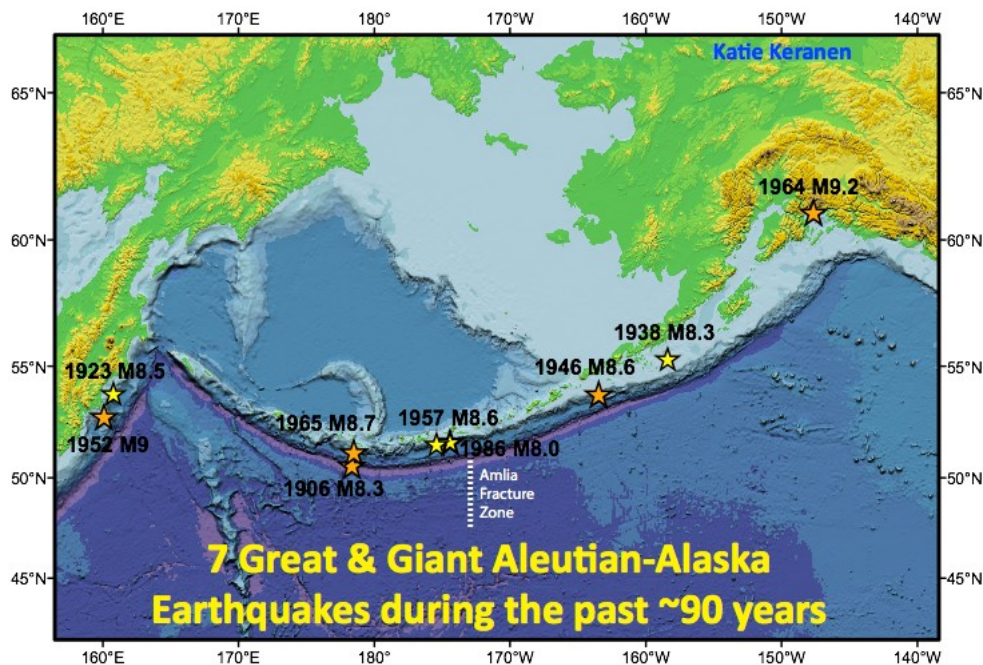 160°E 170°E 180° 170°W 160°W 150°W 140°W
Katie Keranen
65°N 65°N
1964 M9.2
60°N 60°N
1938 M8.3
55°N 55°N
1923 M8.5
1946 M8.6
1965 M8.7
1957 M8.6
1952 M9
1986 M8.0
1906 M8.3
50°N 50°N
Amlia
Fracture
Zone
7 Great & Giant Aleutian-Alaska
45°N 45°N
Earthquakes during the past ~90 years
160°E 170°E 180° 170°W 160°W 150°W 140°W